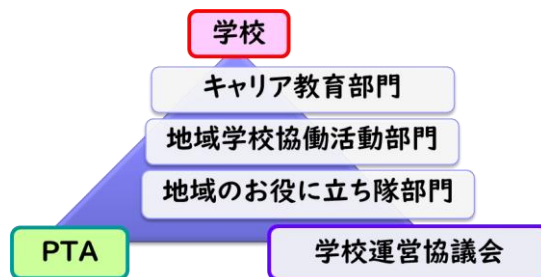 学校
キャリア教育部門
地域学校協働活動部門
地域のお役に立ち隊部門
PTA
学校運営協議会